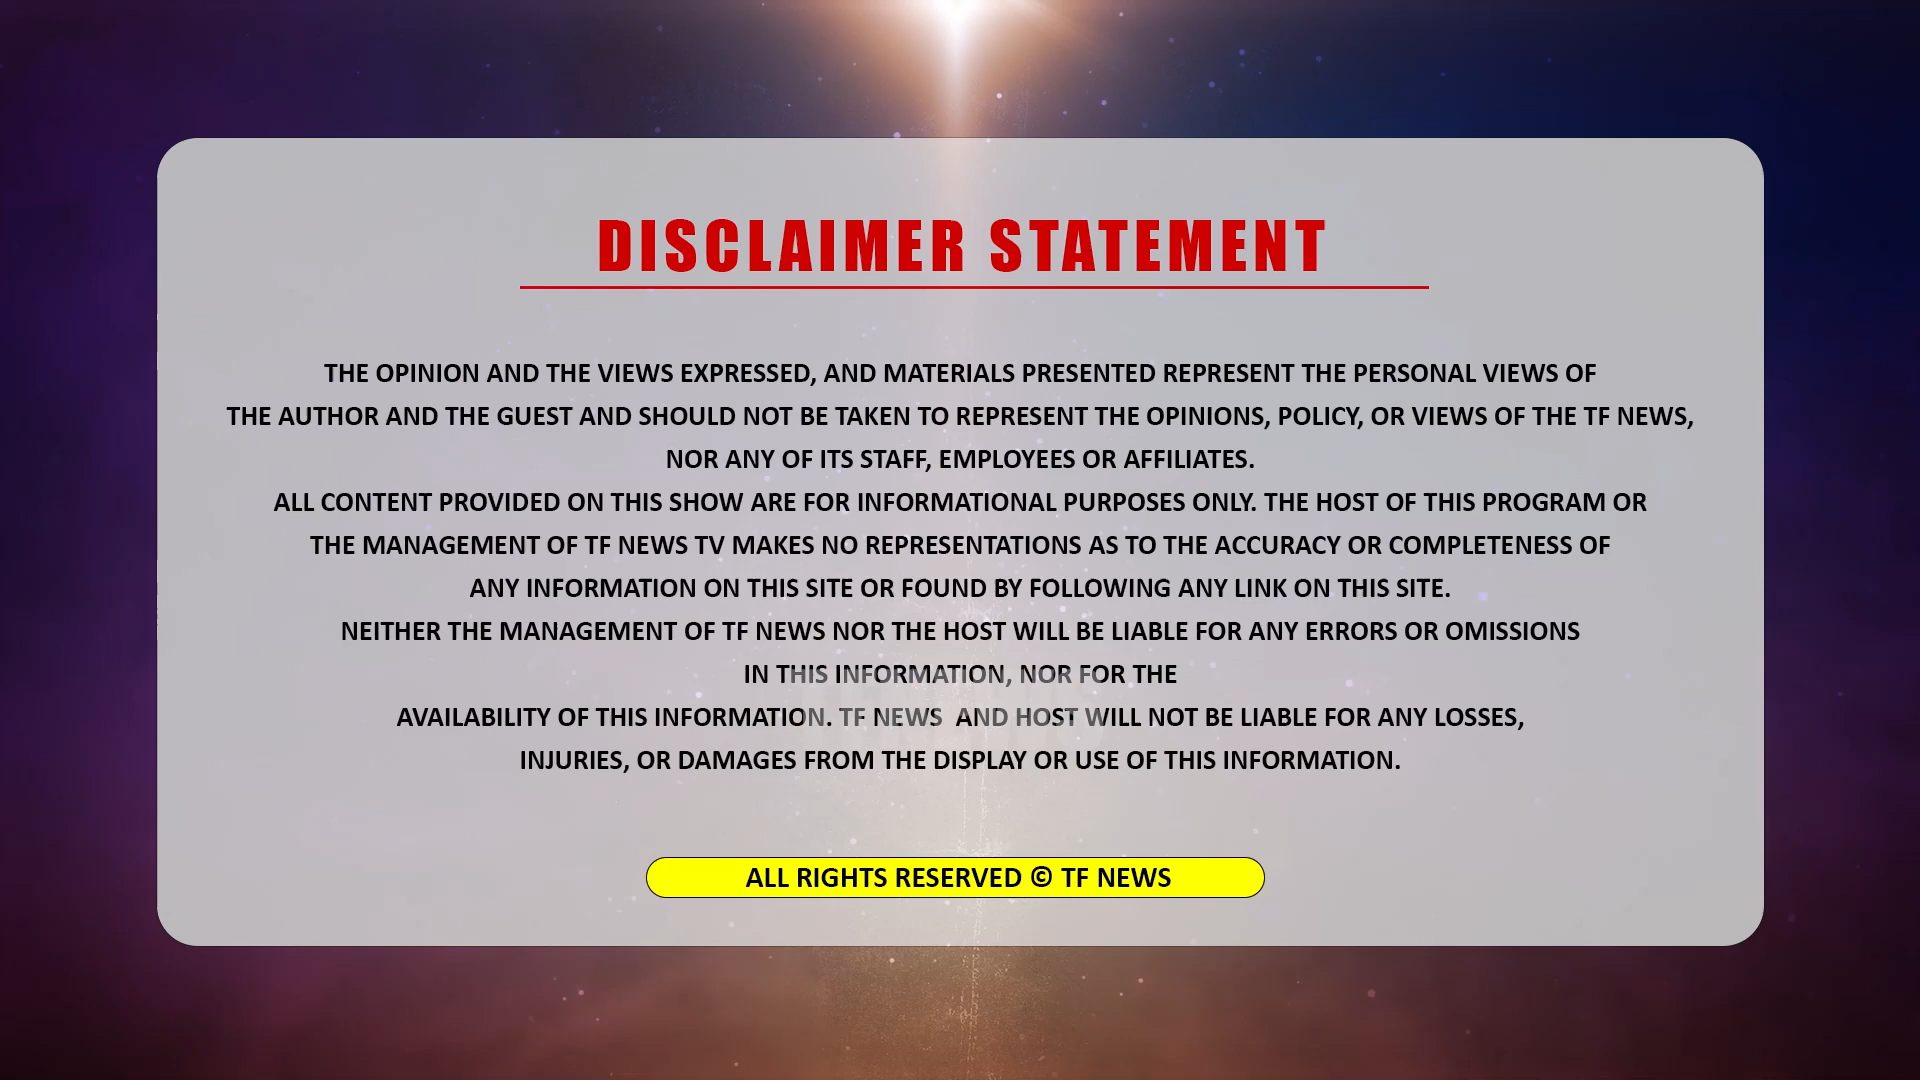 DISCLAIMER STATEMENT
THE OPINION AND THE VIEWS EXPRESSED, AND MATERIALS PRESENTED REPRESENT THE PERSONAL VIEWS OF
THE AUTHOR AND THE GUEST AND SHOULD NOT BE TAKEN TO REPRESENT THE OPINIONS, POLICY, OR VIEWS OF THE TF NEWS,
NOR ANY OF ITS STAFF, EMPLOYEES OR AFFILIATES.
ALL CONTENT PROVIDED ON THIS SHOW ARE FOR INFORMATIONAL PURPOSES ONLY. THE HOST OF THIS PROGRAM OR
THE MANAGEMENT OF TF NEWS TV MAKES NO REPRESENTATIONS AS TO THE ACCURACY OR COMPLETENESS OF
ANY INFORMATION ON THIS SITE OR FOUND BY FOLLOWING ANY LINK ON THIS SITE.
NEITHER THE MANAGEMENT OF TF NEWS NOR THE HOST WILL BE LIABLE FOR ANY ERRORS OR OMISSIONS
IN THIS INFORMATION, NOR FOR THE
AVAILABILITY OF THIS INFORMATION. TF NEWS  AND HOST WILL NOT BE LIABLE FOR ANY LOSSES,
INJURIES, OR DAMAGES FROM THE DISPLAY OR USE OF THIS INFORMATION.
ALL RIGHTS RESERVED © TF NEWS